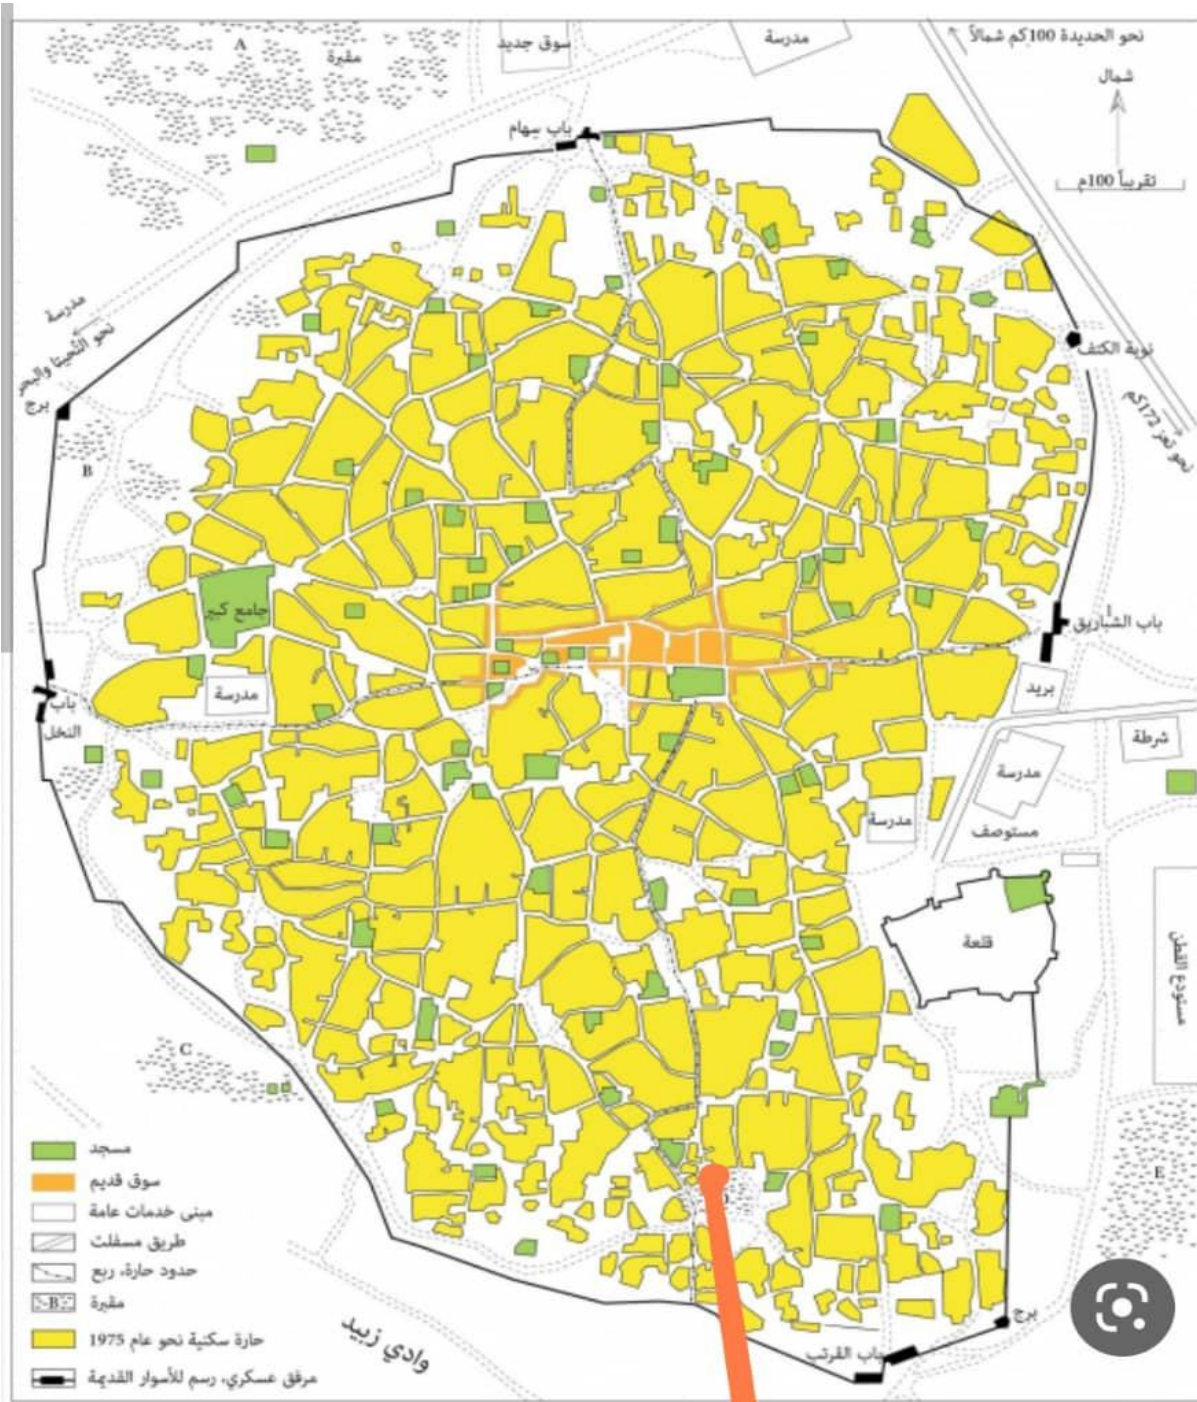 A
مقبرة
سوق جديد
مدرسة
نحو الحديدة 100كم شمالاً
شمال
تقريباً 100م
باب سهام
مدرسة
نحو التحيتا والبحر
برج
B
نوبة الكتف
نحو تعز 172كم
جامع كبير
1
باب الشباريق
بريد
مدرسة
باب
النخل
شرطة
مدرسة
مدرسة
مستوصف
قلعة
مستودع القطن
C
E
مسجد
سوق قديم
مبنى خدمات عامة
طريق مسفلت
حدود حارة، ربع
B
مقبرة
حارة سكنية نحو عام 1975
مرفق عسكري، رسم للأسوار القديمة
وادي زبيد
باب القرتب
برج